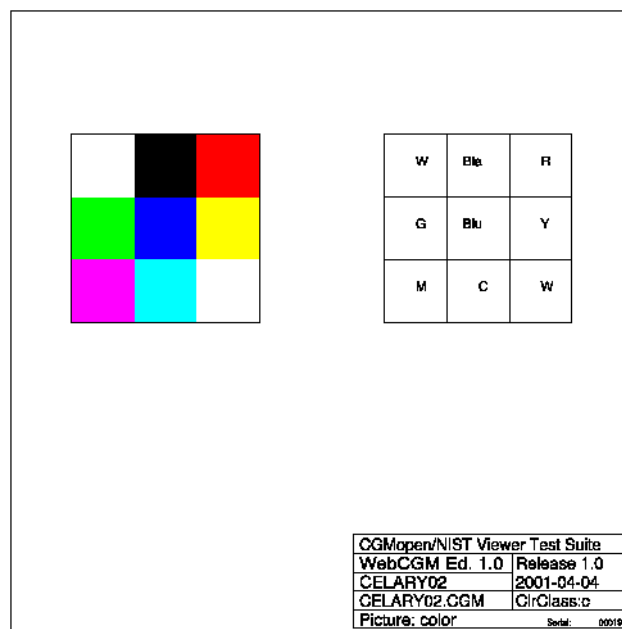 W Bla R
G Blu Y
M C W
CGMopen/NIST Viewer Test Suite
WebCGM Ed. 1.0 Release 1.0
CELARY02 2001-04-04
CELARY02.CGM ClrClass:c
Picture: color Serial: 00019